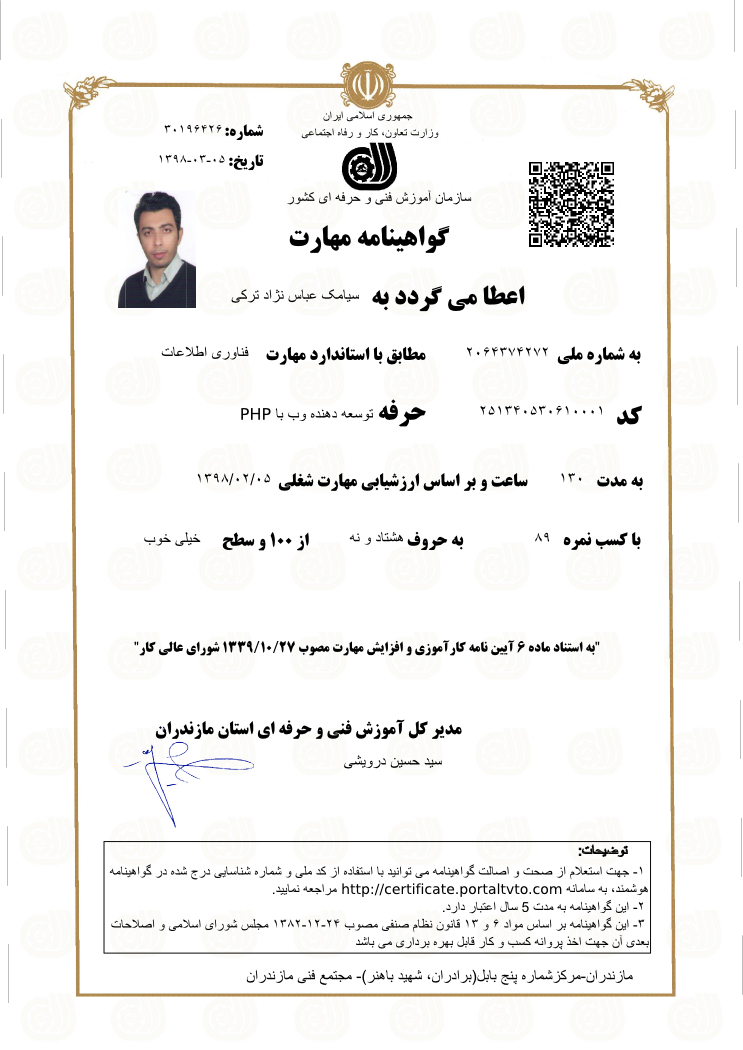 جمهوری اسلامی ایران
وزارت تعاون، کار و رفاه اجتماعی
شماره: ۳۰۱۹۶۴۲۶
تاریخ: ۱۳۹۸-۰۳-۰۵
سازمان آموزش فنی و حرفه ای کشور
گواهینامه مهارت
اعطا می گردد به سیامک عباس نژاد ترکی
به شماره ملی ۲۰۶۴۳۷۴۲۷۲ مطابق با استاندارد مهارت فناوری اطلاعات
کد ۲۵۱۳۴۰۵۳۰۶۱۰۰۰۱ حرفه توسعه دهنده وب با PHP
به مدت ۱۳۰ ساعت و بر اساس ارزشیابی مهارت شغلی ۱۳۹۸/۰۲/۰۵
با کسب نمره ۸۹ به حروف هشتاد و نه از ۱۰۰ و سطح خیلی خوب
"به استناد ماده ۶ آیین نامه کارآموزی و افزایش مهارت مصوب ۱۳۳۹/۱۰/۲۷ شورای عالی کار"
مدیر کل آموزش فنی و حرفه ای استان مازندران
سید حسین درویشی
توضیحات:
۱- جهت استعلام از صحت و اصالت گواهینامه می توانید با استفاده از کد ملی و شماره شناسایی درج شده در گواهینامه
هوشمند، به سامانه http://certificate.portaltvto.com مراجعه نمایید.
۲- این گواهینامه به مدت 5 سال اعتبار دارد.
۳- این گواهینامه بر اساس مواد ۶ و ۱۳ قانون نظام صنفی مصوب ۲۴-۱۲-۱۳۸۲ مجلس شورای اسلامی و اصلاحات
بعدی آن جهت اخذ پروانه کسب و کار قابل بهره برداری می باشد
مازندران-مرکزشماره پنج بابل(برادران، شهید باهنر)- مجتمع فنی مازندران